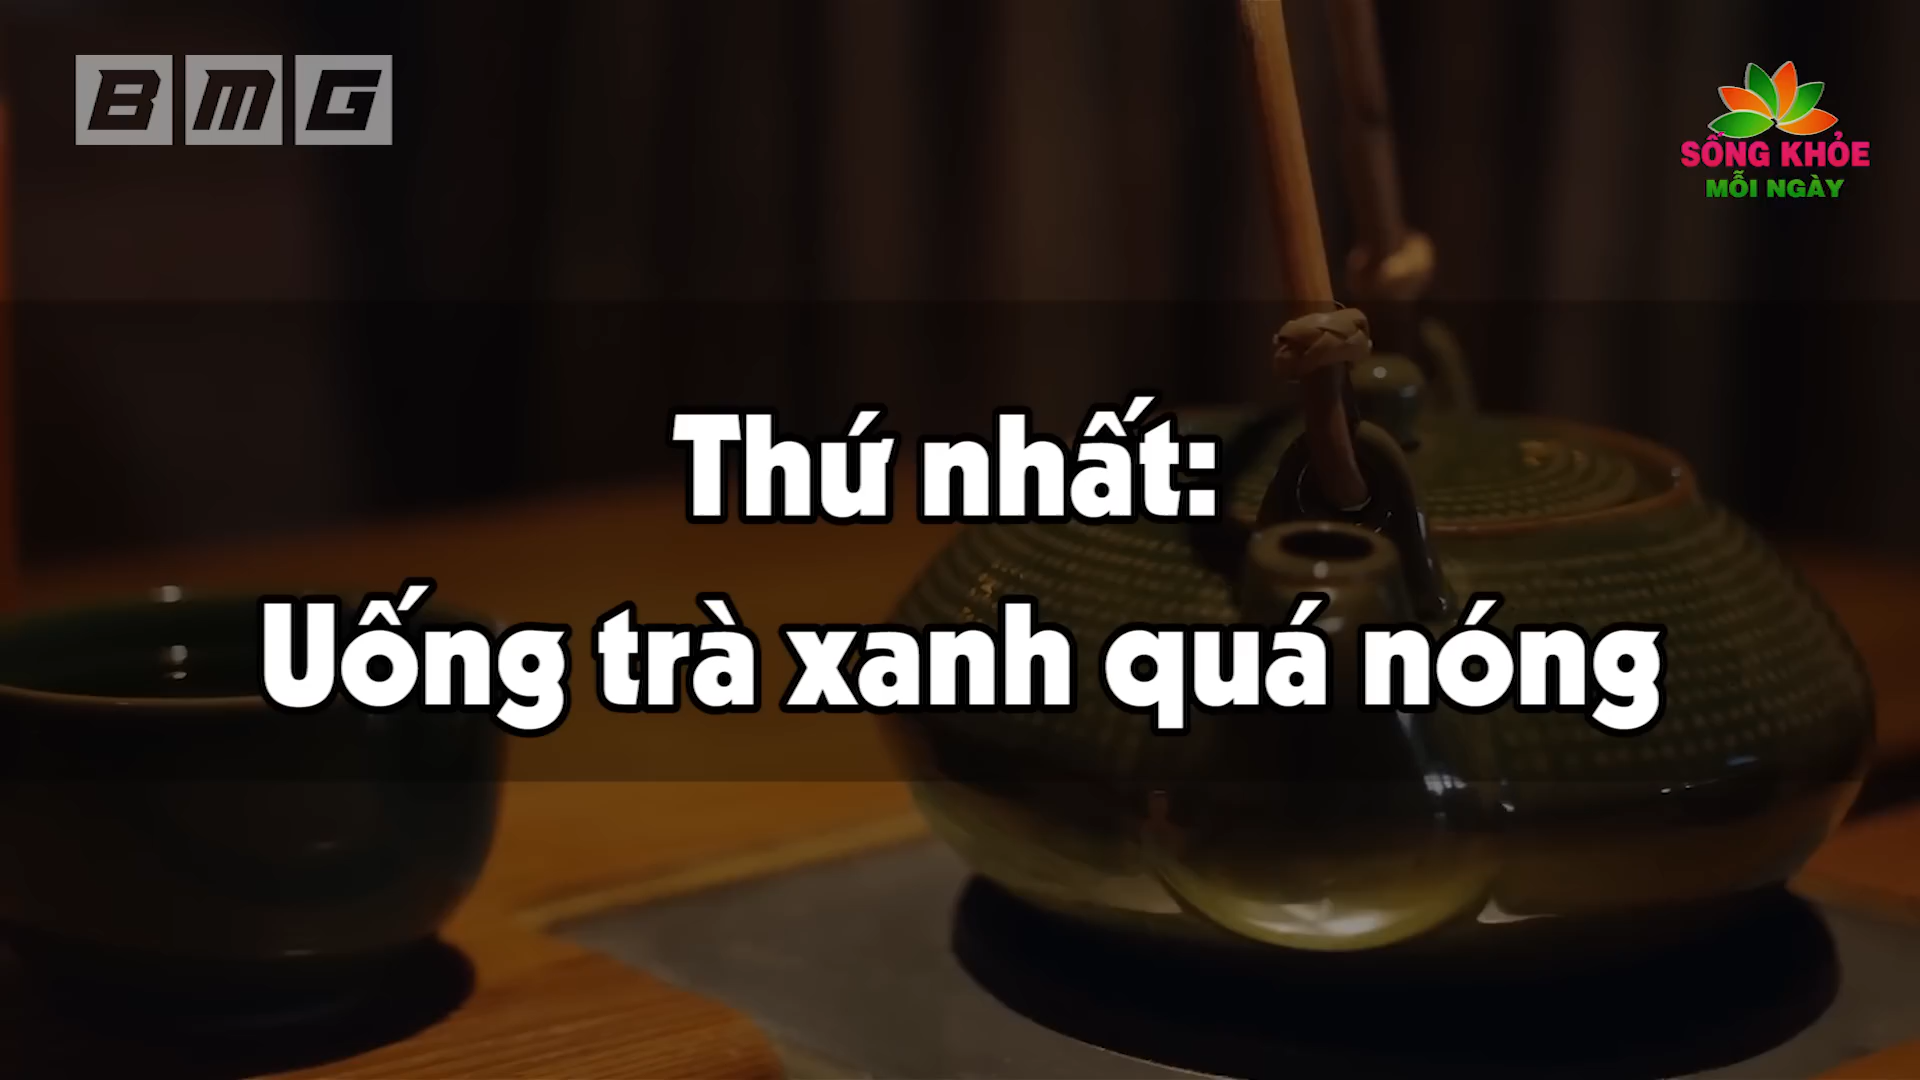 BMG
SỐNG KHỎE
MỖI NGÀY
Thứ nhất:
Uống trà xanh quá nóng